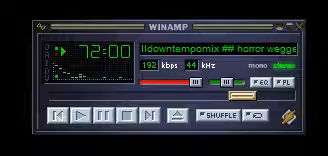 WINAMP
72:00
lldowntempomix ## horror wegge
192 kbps 44 kHz mono stereo
EQ PL
SHUFFLE